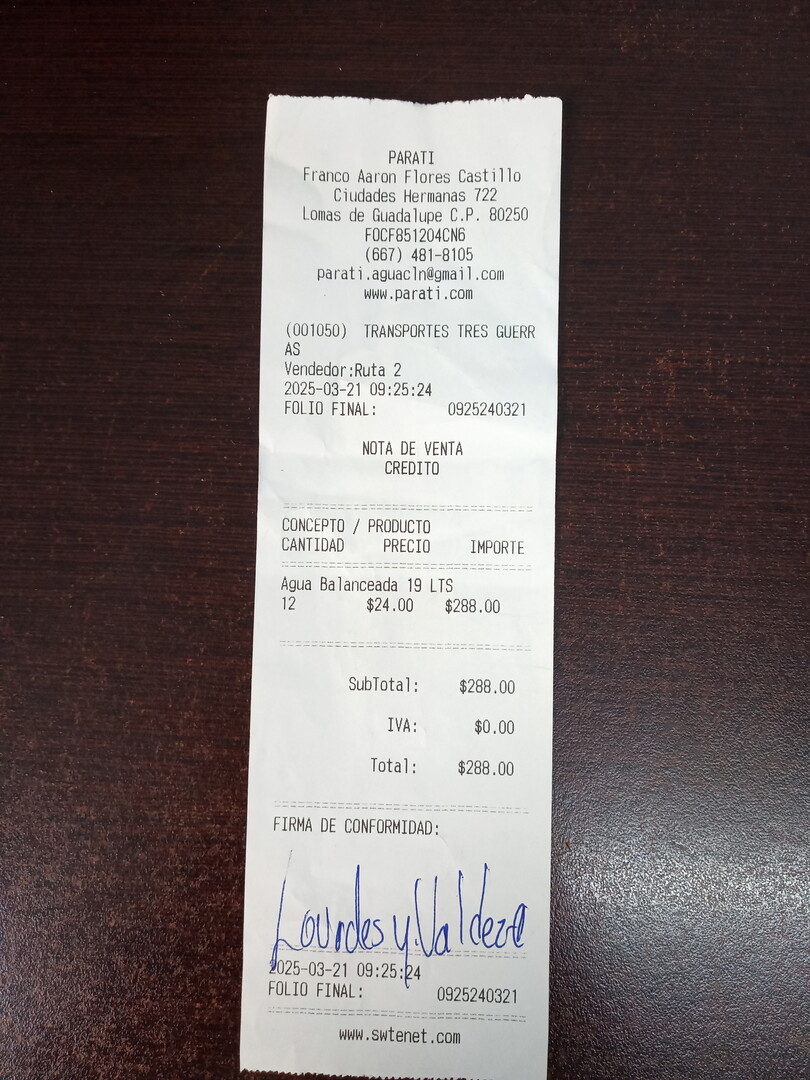 PARATI
Franco Aaron Flores Castillo
Ciudades Hermanas 722
Lomas de Guadalupe C.P. 80250
FOCF851204CN6
(667) 481-8105
parati.aguacln@gmail.com
www.parati.com
(001050) TRANSPORTES TRES GUERR
AS
Vendedor:Ruta 2
2025-03-21 09:25:24
FOLIO FINAL: 0925240321
NOTA DE VENTA
CREDITO
CONCEPTO / PRODUCTO
CANTIDAD PRECIO IMPORTE
Agua Balanceada 19 LTS
12 $24.00 $288.00
SubTotal: $288.00
IVA: $0.00
Total: $288.00
FIRMA DE CONFORMIDAD:
Lourdes y. Valdez
2025-03-21 09:25:24
FOLIO FINAL: 0925240321
www.swtenet.com